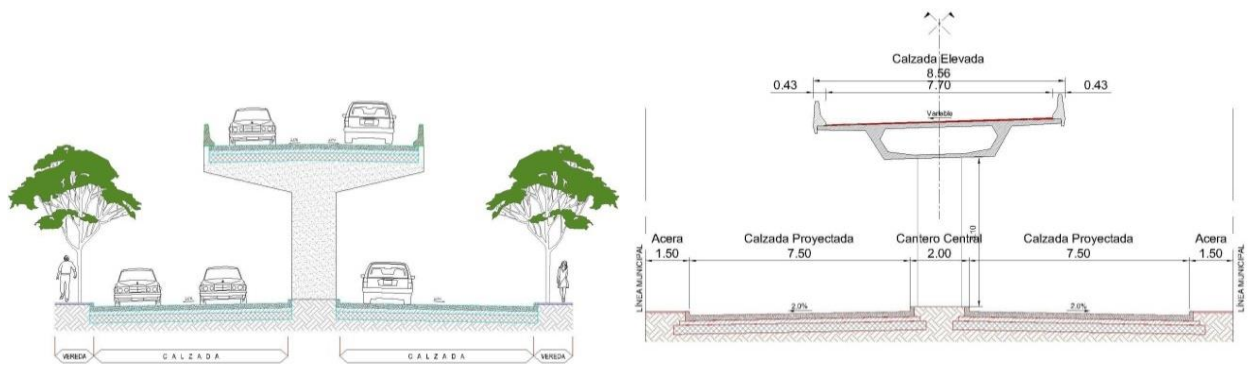 VEREDA
CALZADA
CALZADA
VEREDA
Calzada Elevada
8.56
0.43
7.70
0.43
Variable
LÍNEA MUNICIPAL
Acera
1.50
Calzada Proyectada
7.50
Cantero Central
2.00
Calzada Proyectada
7.50
Acera
1.50
LÍNEA MUNICIPAL
2.0%
2.0%